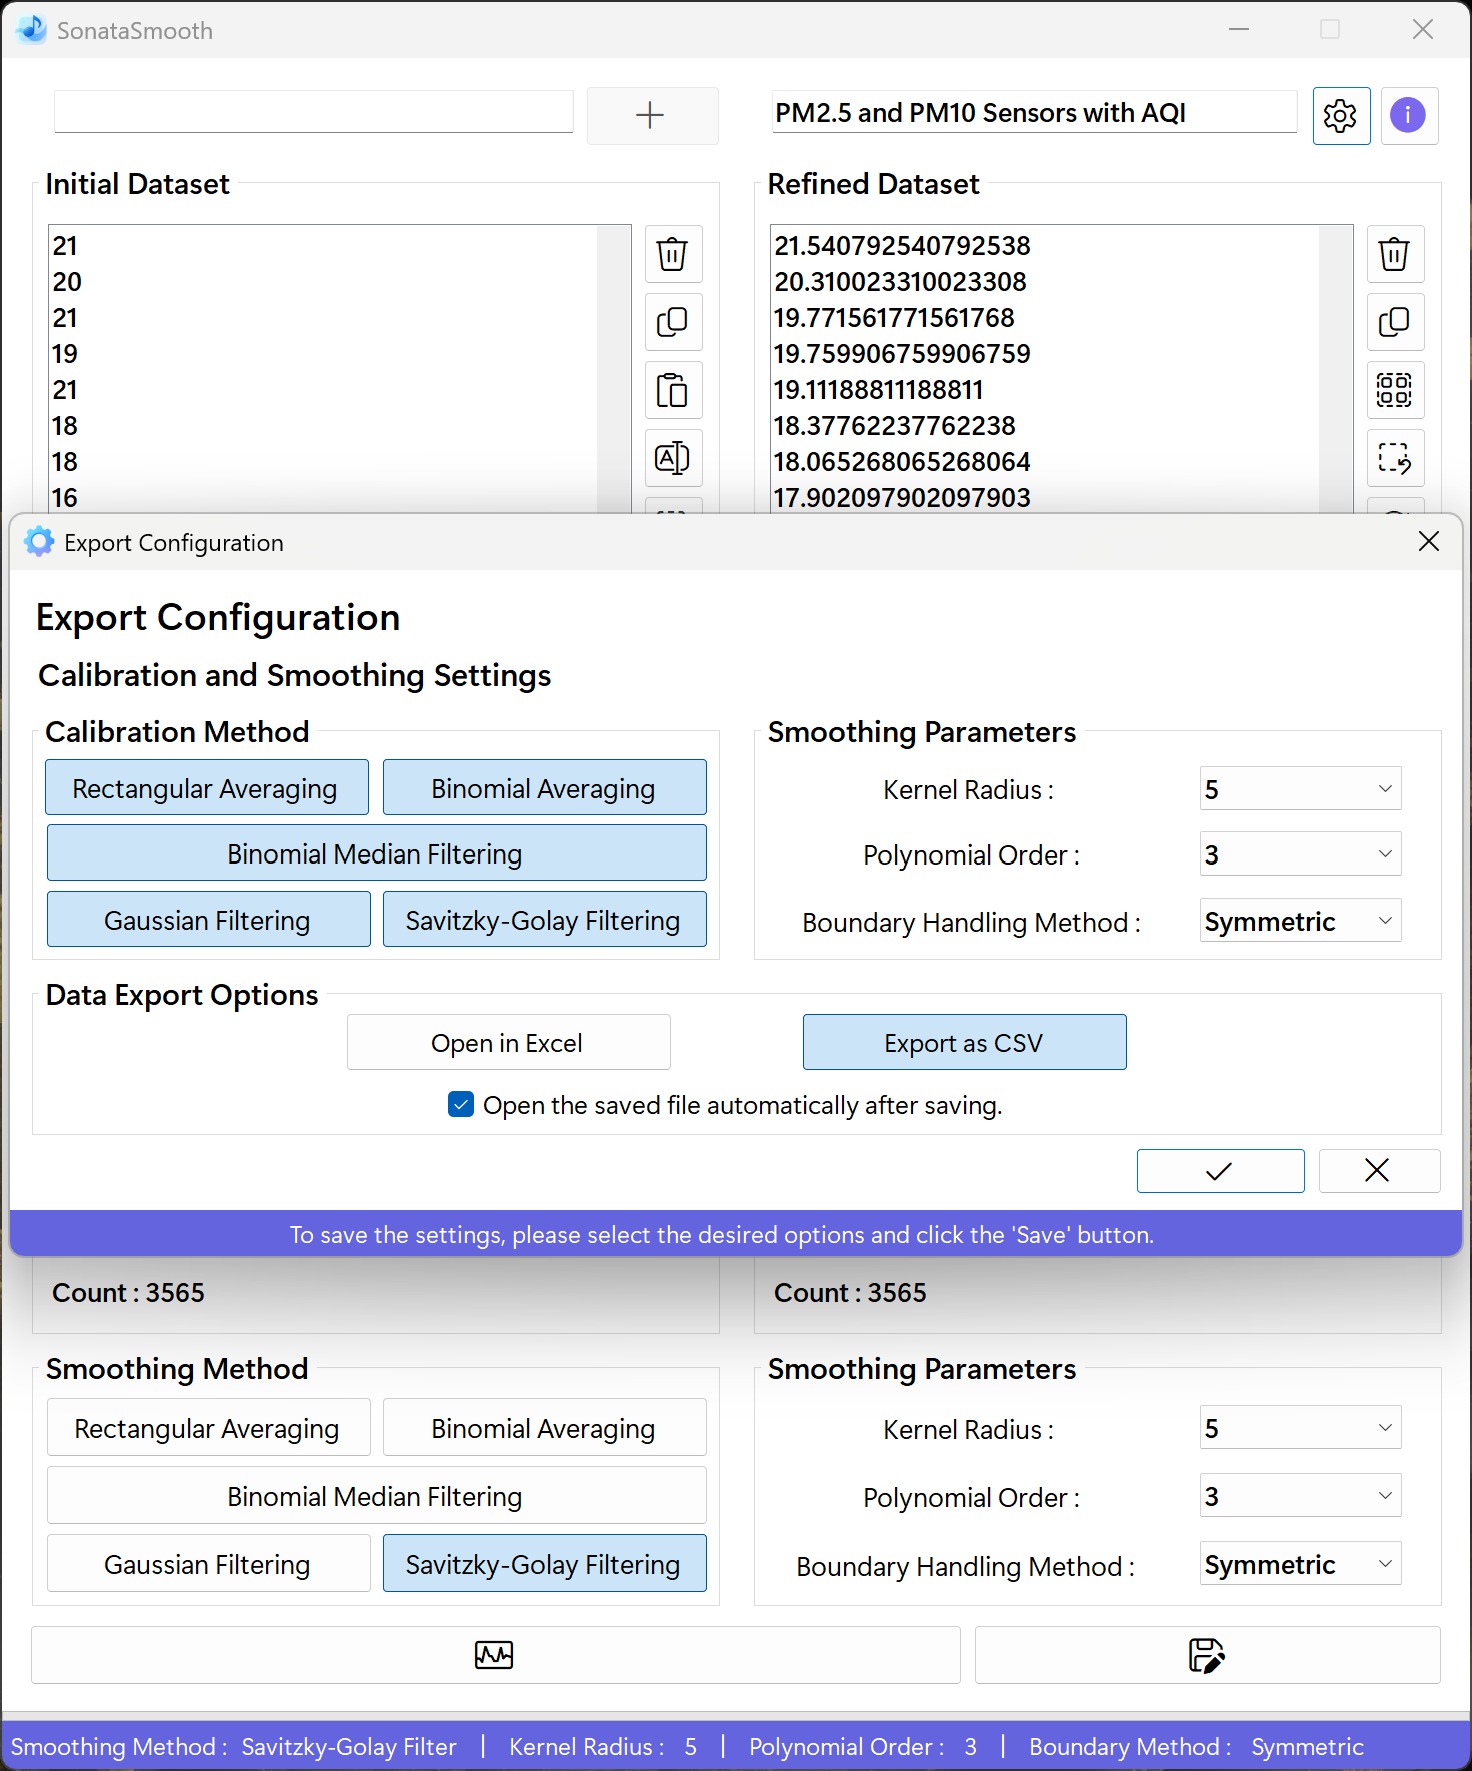 SonataSmooth
PM2.5 and PM10 Sensors with AQI
Initial Dataset
21
20
21
19
21
18
18
16
Refined Dataset
21.540792540792538
20.310023310023308
19.771561771561768
19.759906759906759
19.11188811188811
18.37762237762238
18.065268065268064
17.902097902097903
Export Configuration
Export Configuration
Calibration and Smoothing Settings
Calibration Method
Rectangular Averaging
Binomial Averaging
Binomial Median Filtering
Gaussian Filtering
Savitzky-Golay Filtering
Smoothing Parameters
Kernel Radius : 5
Polynomial Order : 3
Boundary Handling Method : Symmetric
Data Export Options
Open in Excel
Export as CSV
Open the saved file automatically after saving.
To save the settings, please select the desired options and click the 'Save' button.
Count : 3565
Count : 3565
Smoothing Method
Rectangular Averaging
Binomial Averaging
Binomial Median Filtering
Gaussian Filtering
Savitzky-Golay Filtering
Smoothing Parameters
Kernel Radius : 5
Polynomial Order : 3
Boundary Handling Method : Symmetric
Smoothing Method : Savitzky-Golay Filter | Kernel Radius : 5 | Polynomial Order : 3 | Boundary Method : Symmetric